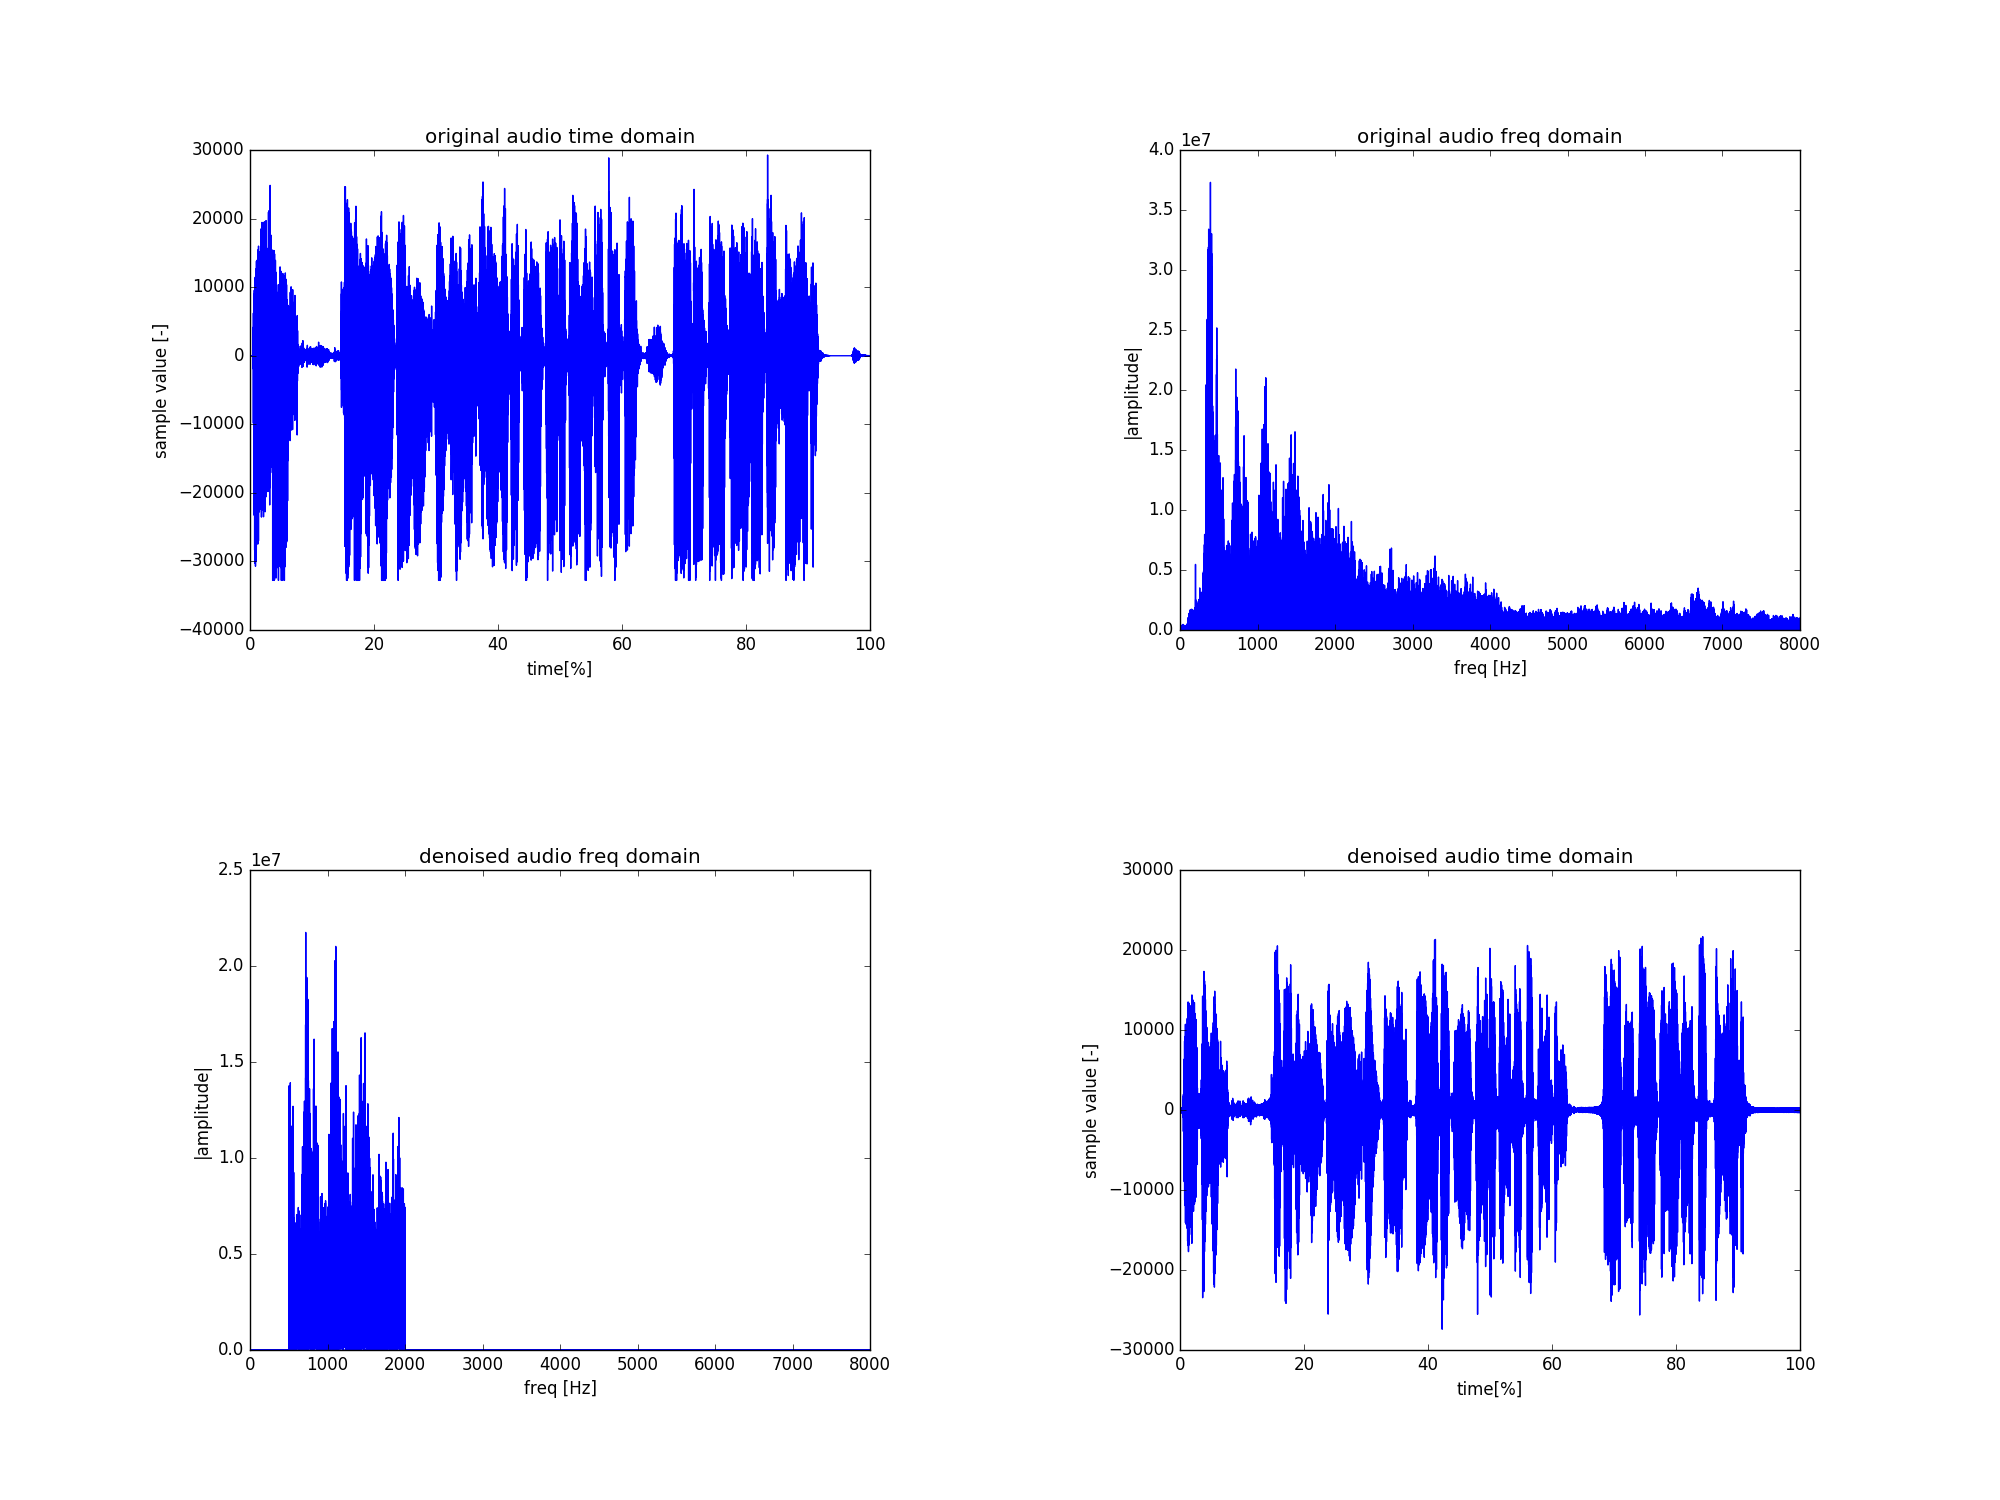 original audio time domain
30000
20000
10000
0
−10000
−20000
−30000
−40000
sample value [-]
0 20 40 60 80 100
time[%]
original audio freq domain
1e7
4.0
3.5
3.0
2.5
2.0
1.5
1.0
0.5
0.0
|amplitude|
0 1000 2000 3000 4000 5000 6000 7000 8000
freq [Hz]
denoised audio freq domain
1e7
2.5
2.0
1.5
1.0
0.5
0.0
|amplitude|
0 1000 2000 3000 4000 5000 6000 7000 8000
freq [Hz]
denoised audio time domain
30000
20000
10000
0
−10000
−20000
−30000
sample value [-]
0 20 40 60 80 100
time[%]